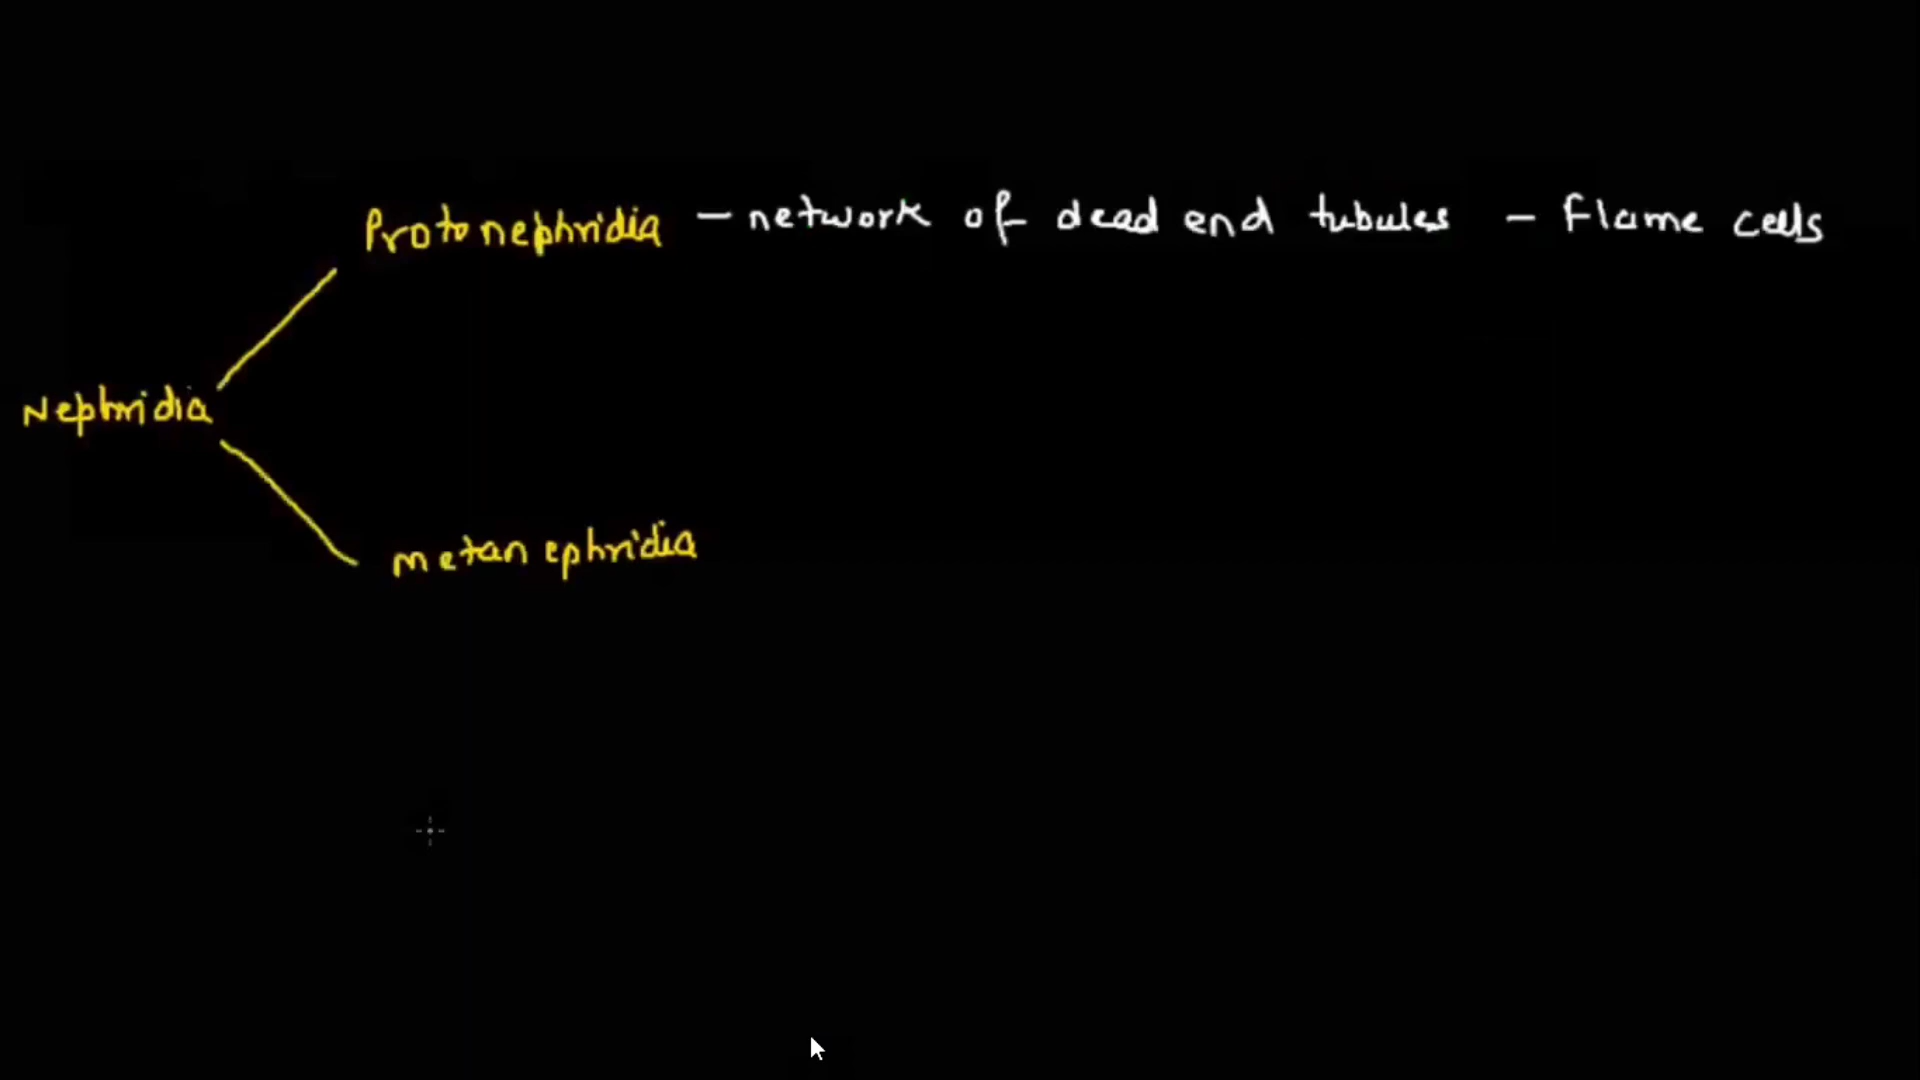 Protonephridia - network of dead end tubules - Flame cells
Nephridia
metanephridia